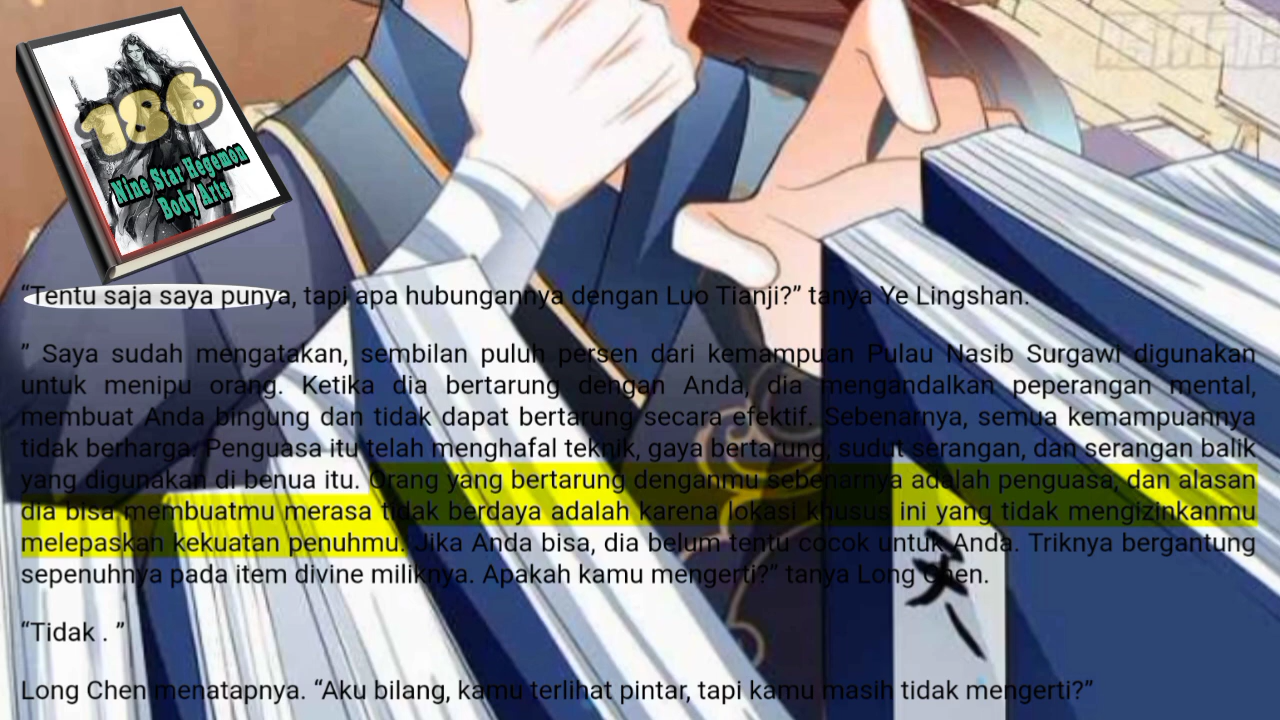 186
Nine Star Hegemon
Body Arts
“Tentu saja saya punya, tapi apa hubungannya dengan Luo Tianji?” tanya Ye Lingshan.
” Saya sudah mengatakan, sembilan puluh persen dari kemampuan Pulau Nasib Surgawi digunakan
untuk menipu orang. Ketika dia bertarung dengan Anda, dia mengandalkan peperangan mental,
membuat Anda bingung dan tidak dapat bertarung secara efektif. Sebenarnya, semua kemampuannya
tidak berharga. Penguasa itu telah menghafal teknik, gaya bertarung, sudut serangan, dan serangan balik
yang digunakan di benua itu. Orang yang bertarung denganmu sebenarnya adalah penguasa, dan alasan
dia bisa membuatmu merasa tidak berdaya adalah karena lokasi khusus ini yang tidak mengizinkanmu
melepaskan kekuatan penuhmu. Jika Anda bisa, dia belum tentu cocok untuk Anda. Triknya bergantung
sepenuhnya pada item divine miliknya. Apakah kamu mengerti?” tanya Long Chen.
“Tidak . ”
Long Chen menatapnya. “Aku bilang, kamu terlihat pintar, tapi kamu masih tidak mengerti?”